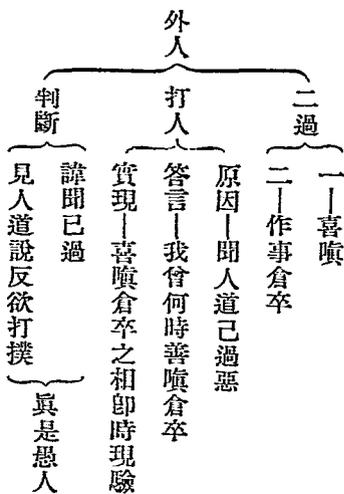 外人
二過
一—喜嗔
二—作事倉卒
打人
原因—聞人道己過惡
答言—我曾何時善嗔倉卒
實現—喜嗔倉卒之相卽時現驗
判斷
諱聞已過
見人道說反欲打撲
眞是愚人